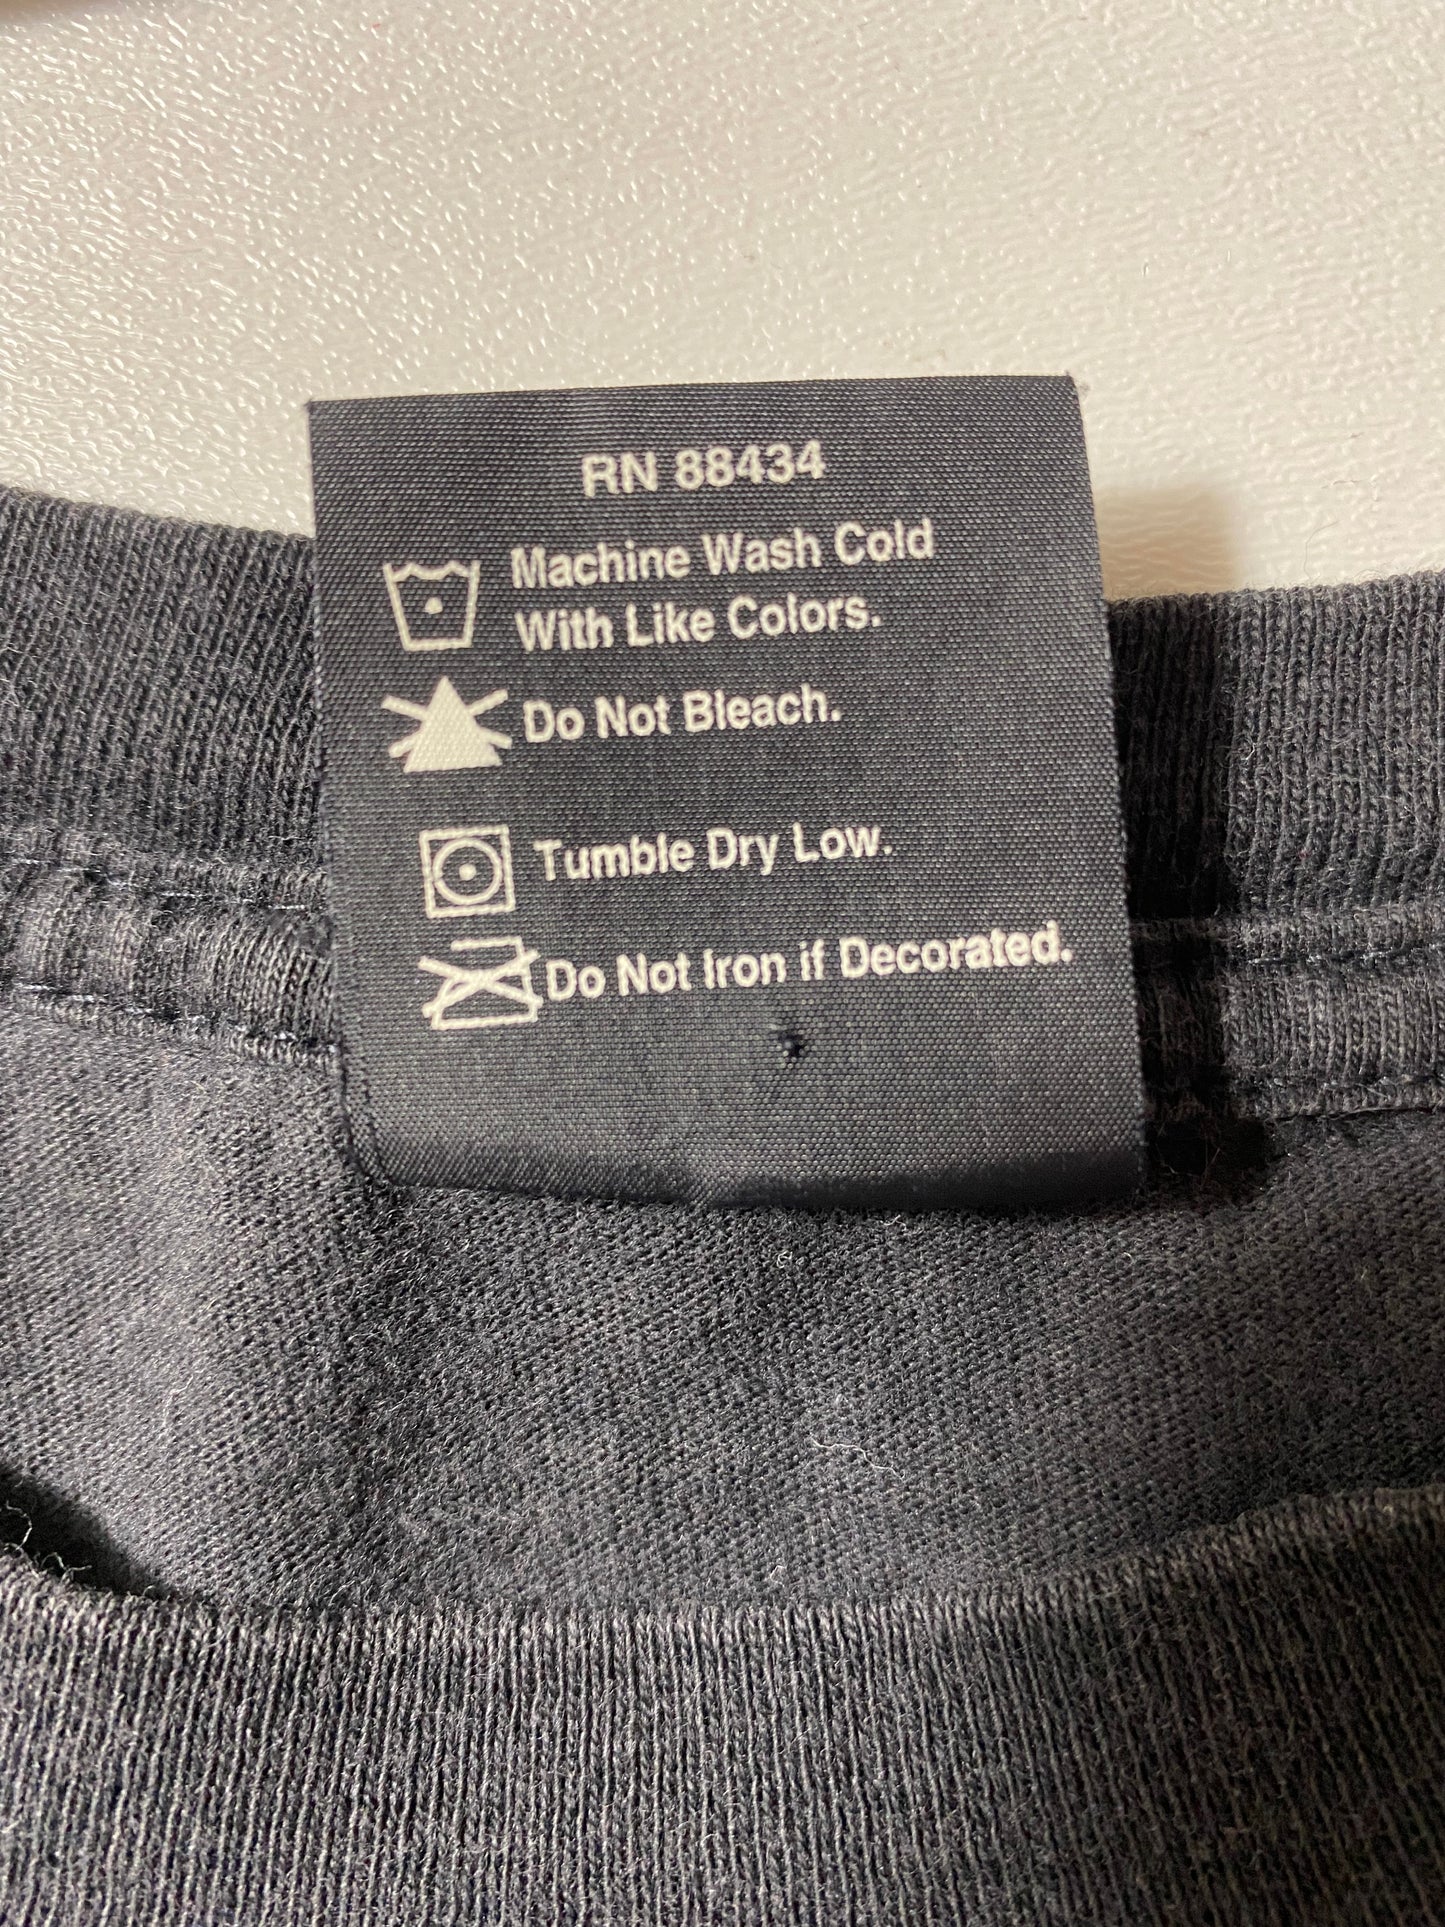 RN 88434
Machine Wash Cold
With Like Colors.
Do Not Bleach.
Tumble Dry Low.
Do Not Iron if Decorated.